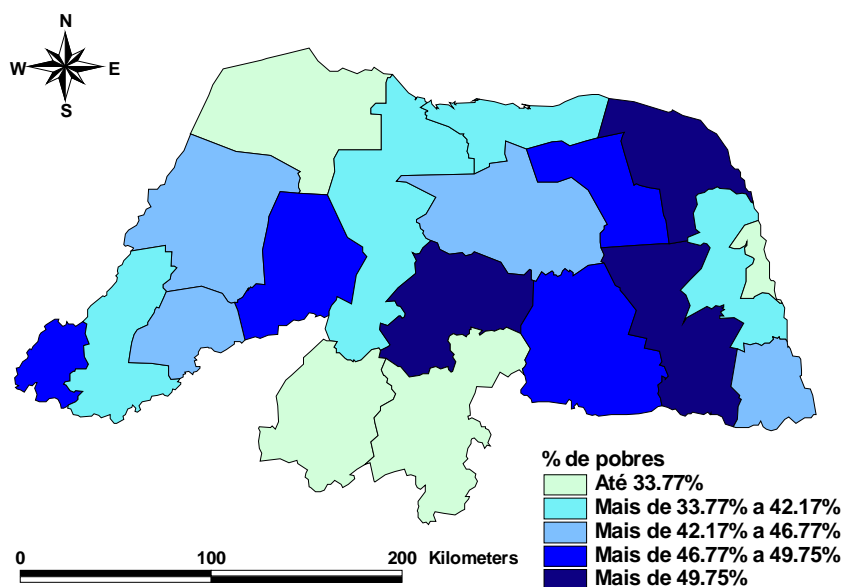 N
W E
S
% de pobres
Até 33.77%
Mais de 33.77% a 42.17%
Mais de 42.17% a 46.77%
Mais de 46.77% a 49.75%
Mais de 49.75%
0 100 200 Kilometers